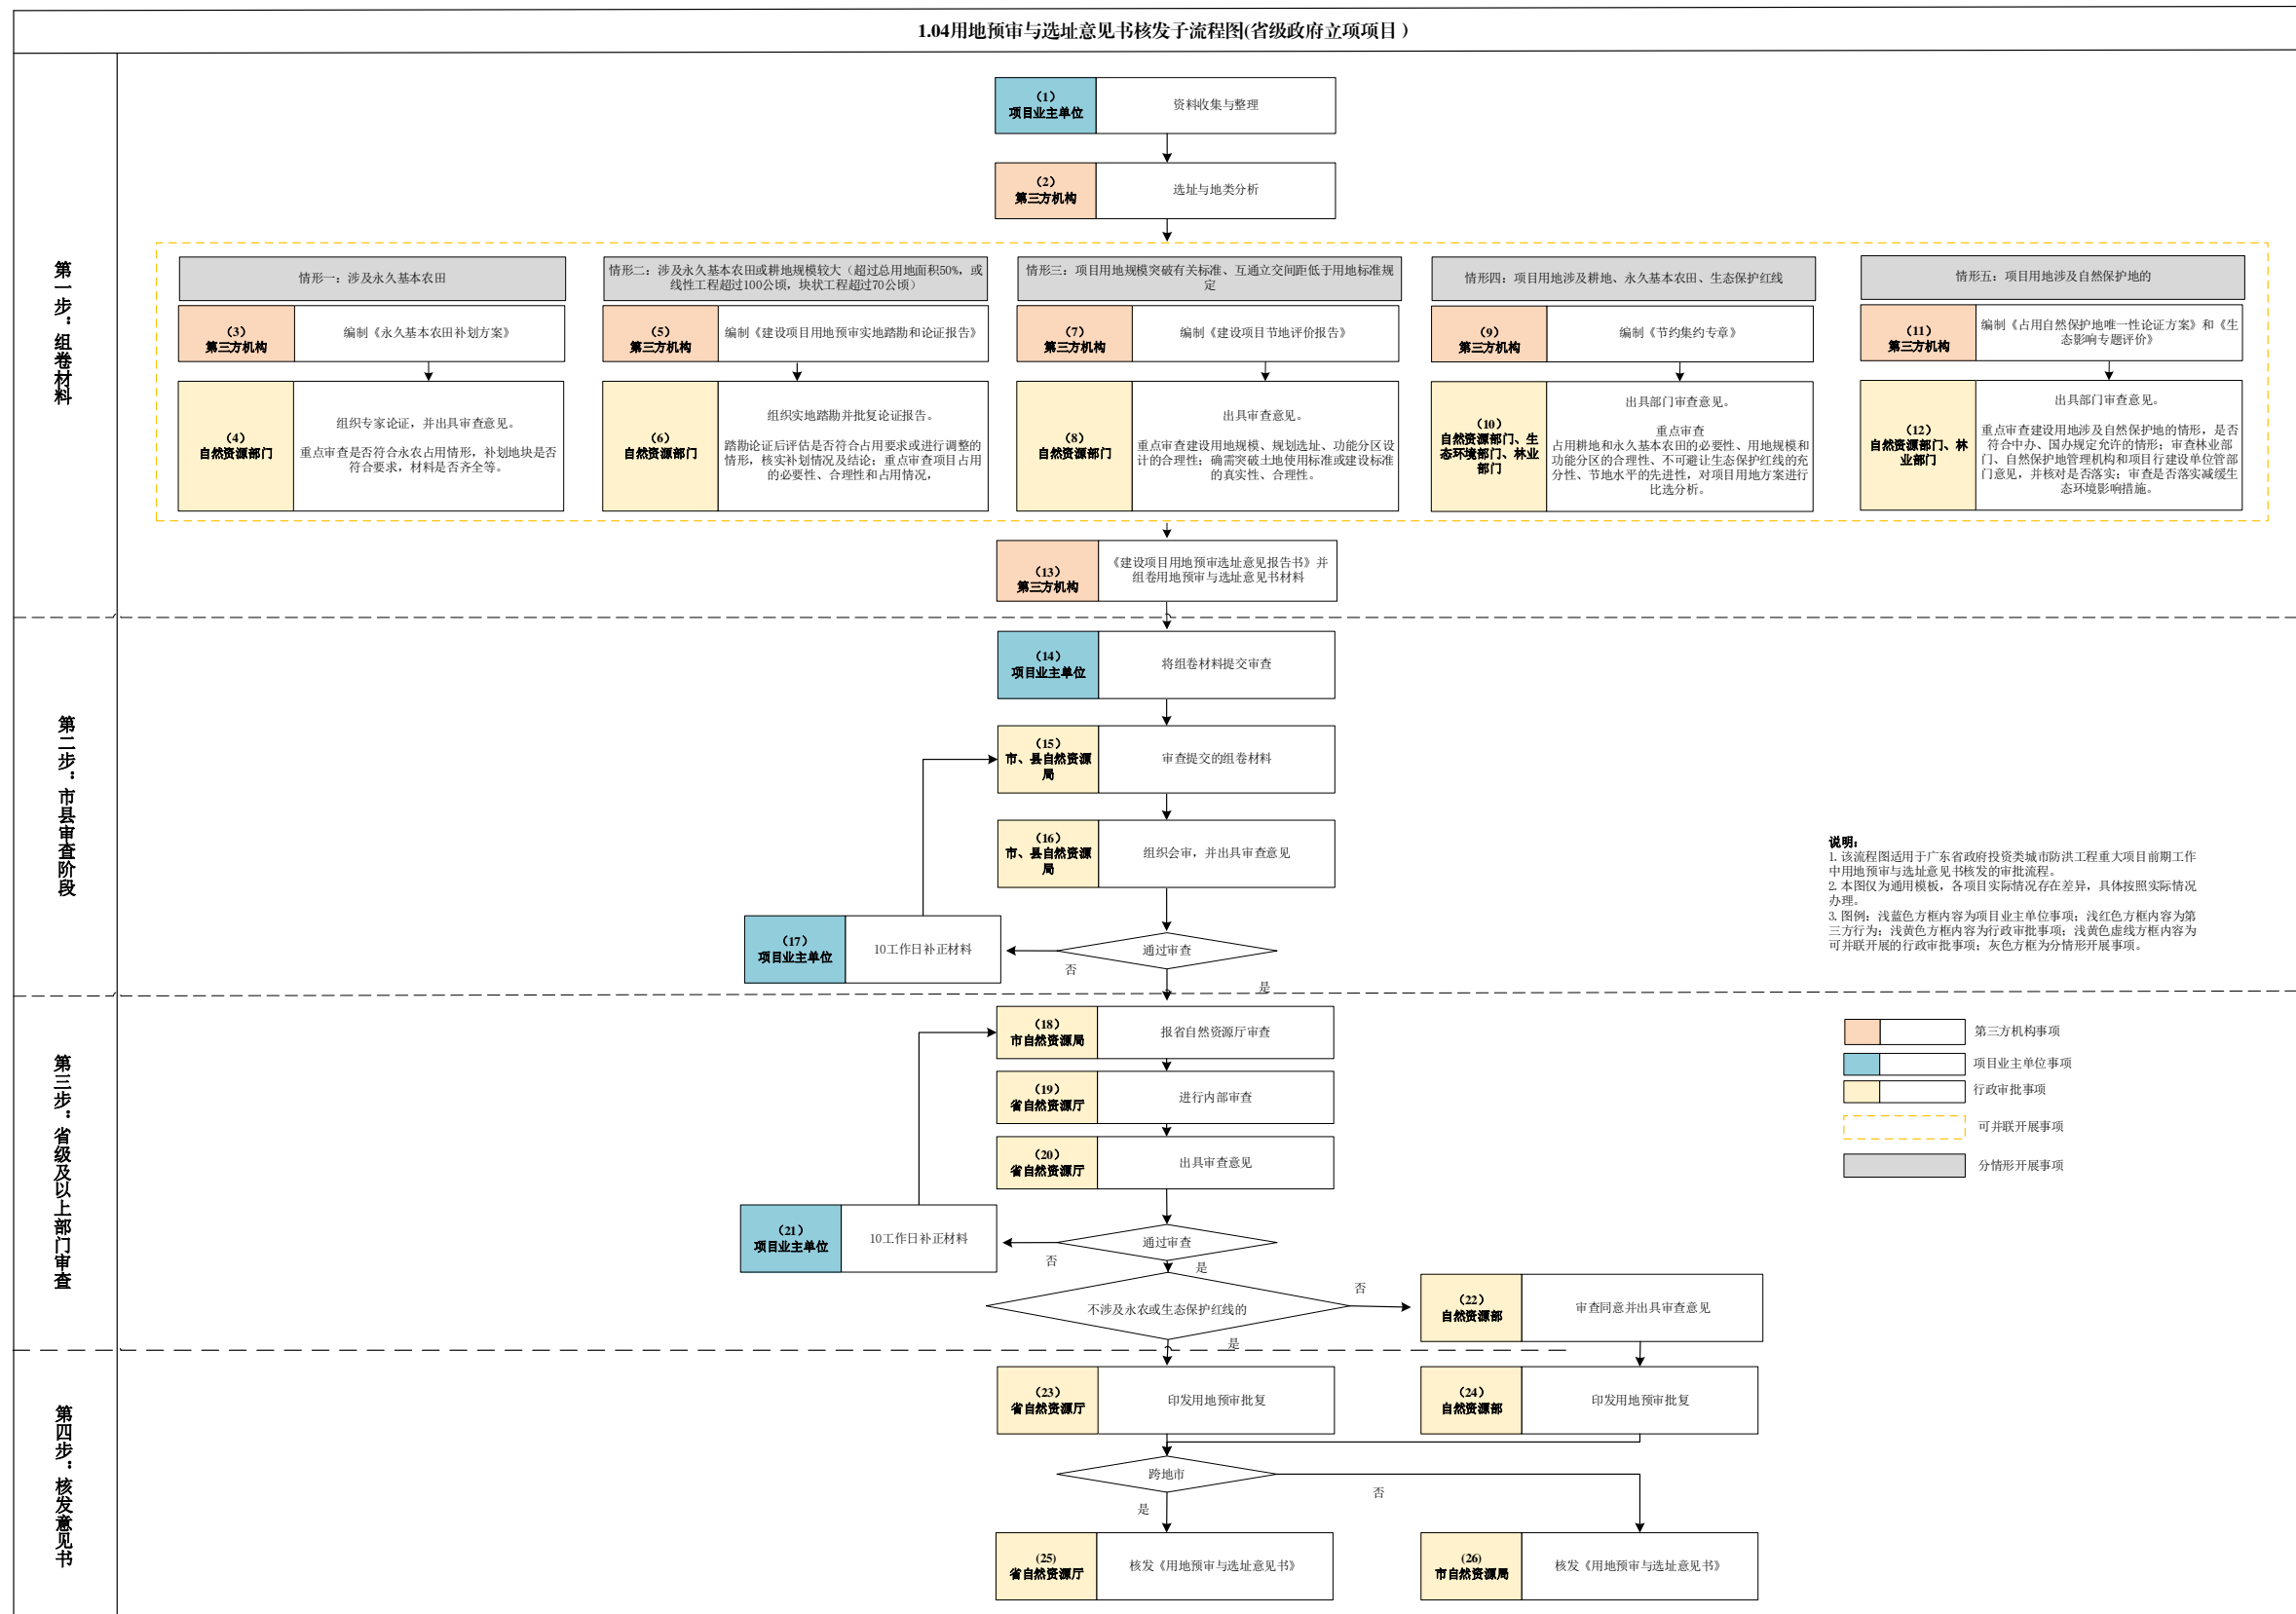 1.04用地预审与选址意见书核发子流程图(省级政府立项项目 )
第一步：组卷材料
（1）
项目业主单位
资料收集与整理
（2）
第三方机构
选址与地类分析
情形一：涉及永久基本农田
（3）
第三方机构
编制《永久基本农田补划方案》
（4）
自然资源部门
组织专家论证，并出具审查意见。
重点审查是否符合永农占用情形，补划地块是否
符合要求，材料是否齐全等。
情形二：涉及永久基本农田或耕地规模较大（超过总用地面积50%，或
线性工程超过100公顷，块状工程超过70公顷）
（5）
第三方机构
编制《建设项目用地预审实地踏勘和论证报告》
（6）
自然资源部门
组织实地踏勘并批复论证报告。
踏勘论证后评估是否符合占用要求或进行调整的
情形，核实补划情况及结论；重点审查项目占用
的必要性、合理性和占用情况，
情形三：项目用地规模突破有关标准、互通立交间距低于用地标准规
定
（7）
第三方机构
编制《建设项目节地评价报告》
（8）
自然资源部门
出具审查意见。
重点审查建设用地规模、规划选址、功能分区设
计的合理性；确需突破土地使用标准或建设标准
的真实性、合理性。
情形四：项目用地涉及耕地、永久基本农田、生态保护红线
（9）
第三方机构
编制《节约集约专章》
（10）
自然资源部门、生
态环境部门、林业
部门
出具部门审查意见。
重点审查
占用耕地和永久基本农田的必要性、用地规模和
功能分区的合理性、不可避让生态保护红线的充
分性、节地水平的先进性，对项目用地方案进行
比选分析。
情形五：项目用地涉及自然保护地的
（11）
第三方机构
编制《占用自然保护地唯一性论证方案》和《生
态影响专题评价》
（12）
自然资源部门、林
业部门
出具部门审查意见。
重点审查建设用地涉及自然保护地的情形，是否
符合中办、国办规定允许的情形；审查林业部
门、自然保护地管理机构和项目行建设单位管部
门意见，并核对是否落实；审查是否落实减缓生
态环境影响措施。
（13）
第三方机构
《建设项目用地预审选址意见报告书》并
组卷用地预审与选址意见书材料
第二步：市县审查阶段
（14）
项目业主单位
将组卷材料提交审查
（15）
市、县自然资源
局
审查提交的组卷材料
（16）
市、县自然资源
局
组织会审，并出具审查意见
（17）
项目业主单位
10工作日补正材料
通过审查
否
是
说明：
1. 该流程图适用于广东省政府投资类城市防洪工程重大项目前期工作
中用地预审与选址意见书核发的审批流程。
2. 本图仅为通用模板，各项目实际情况存在差异，具体按照实际情况
办理。
3. 图例：浅蓝色方框内容为项目业主单位事项；浅红色方框内容为第
三方行为；浅黄色方框内容为行政审批事项；浅黄色虚线方框内容为
可并联开展的行政审批事项；灰色方框为分情形开展事项。
第三步：省级及以上部门审查
（18）
市自然资源局
报省自然资源厅审查
（19）
省自然资源厅
进行内部审查
（20）
省自然资源厅
出具审查意见
（21）
项目业主单位
10工作日补正材料
通过审查
否
是
不涉及永农或生态保护红线的
否
是
（22）
自然资源部
审查同意并出具审查意见
第三方机构事项
项目业主单位事项
行政审批事项
可并联开展事项
分情形开展事项
第四步：核发意见书
（23）
省自然资源厅
印发用地预审批复
（24）
自然资源部
印发用地预审批复
跨地市
是
否
(25)
省自然资源厅
核发《用地预审与选址意见书》
(26)
市自然资源局
核发《用地预审与选址意见书》